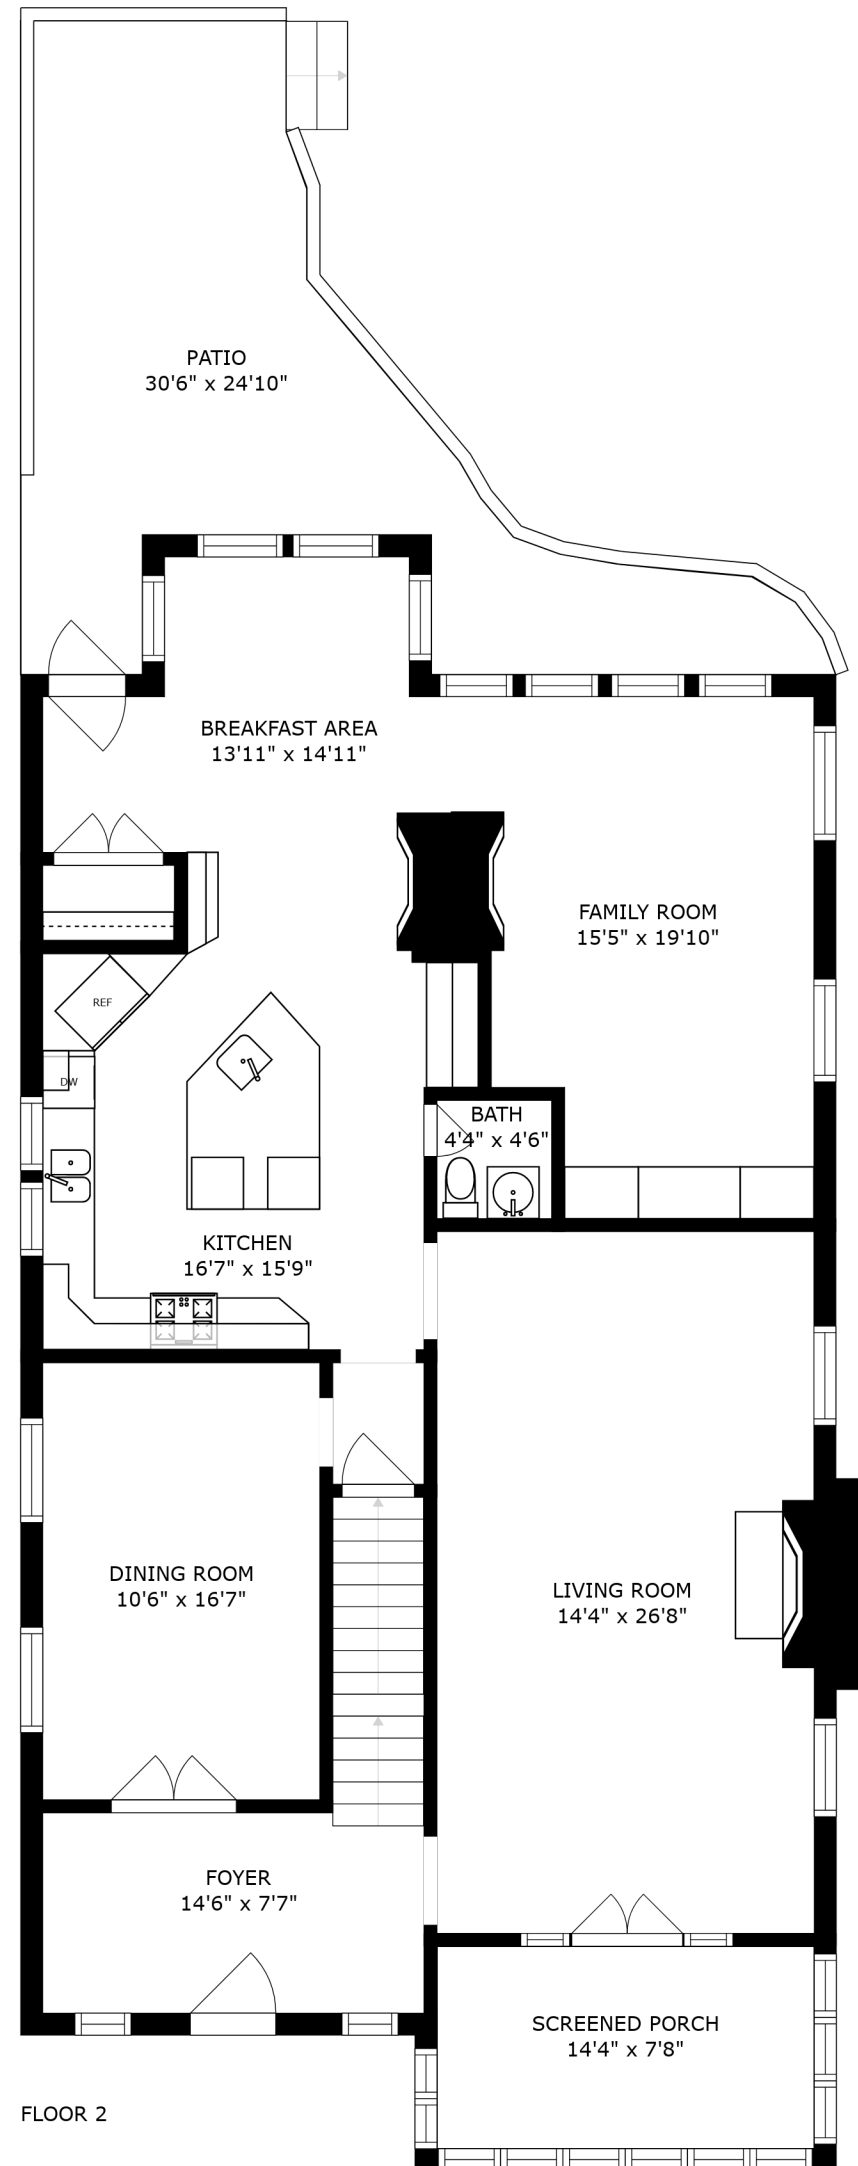 PATIO
30'6" x 24'10"
BREAKFAST AREA
13'11" x 14'11"
FAMILY ROOM
15'5" x 19'10"
REF
DW
BATH
4'4" x 4'6"
KITCHEN
16'7" x 15'9"
DINING ROOM
10'6" x 16'7"
LIVING ROOM
14'4" x 26'8"
FOYER
14'6" x 7'7"
SCREENED PORCH
14'4" x 7'8"
FLOOR 2